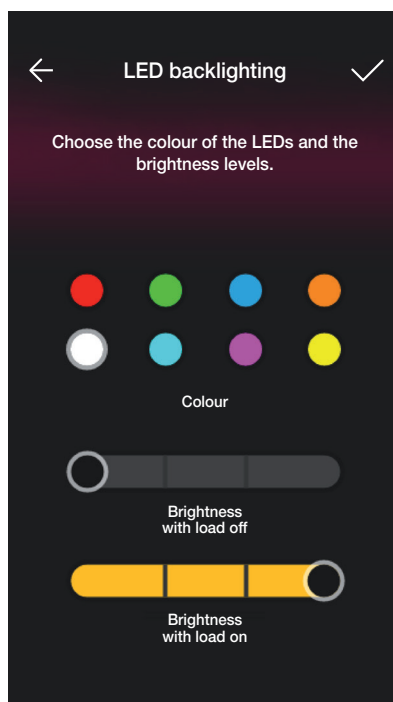 LED backlighting
Choose the colour of the LEDs and the
brightness levels.
Colour
Brightness
with load off
Brightness
with load on